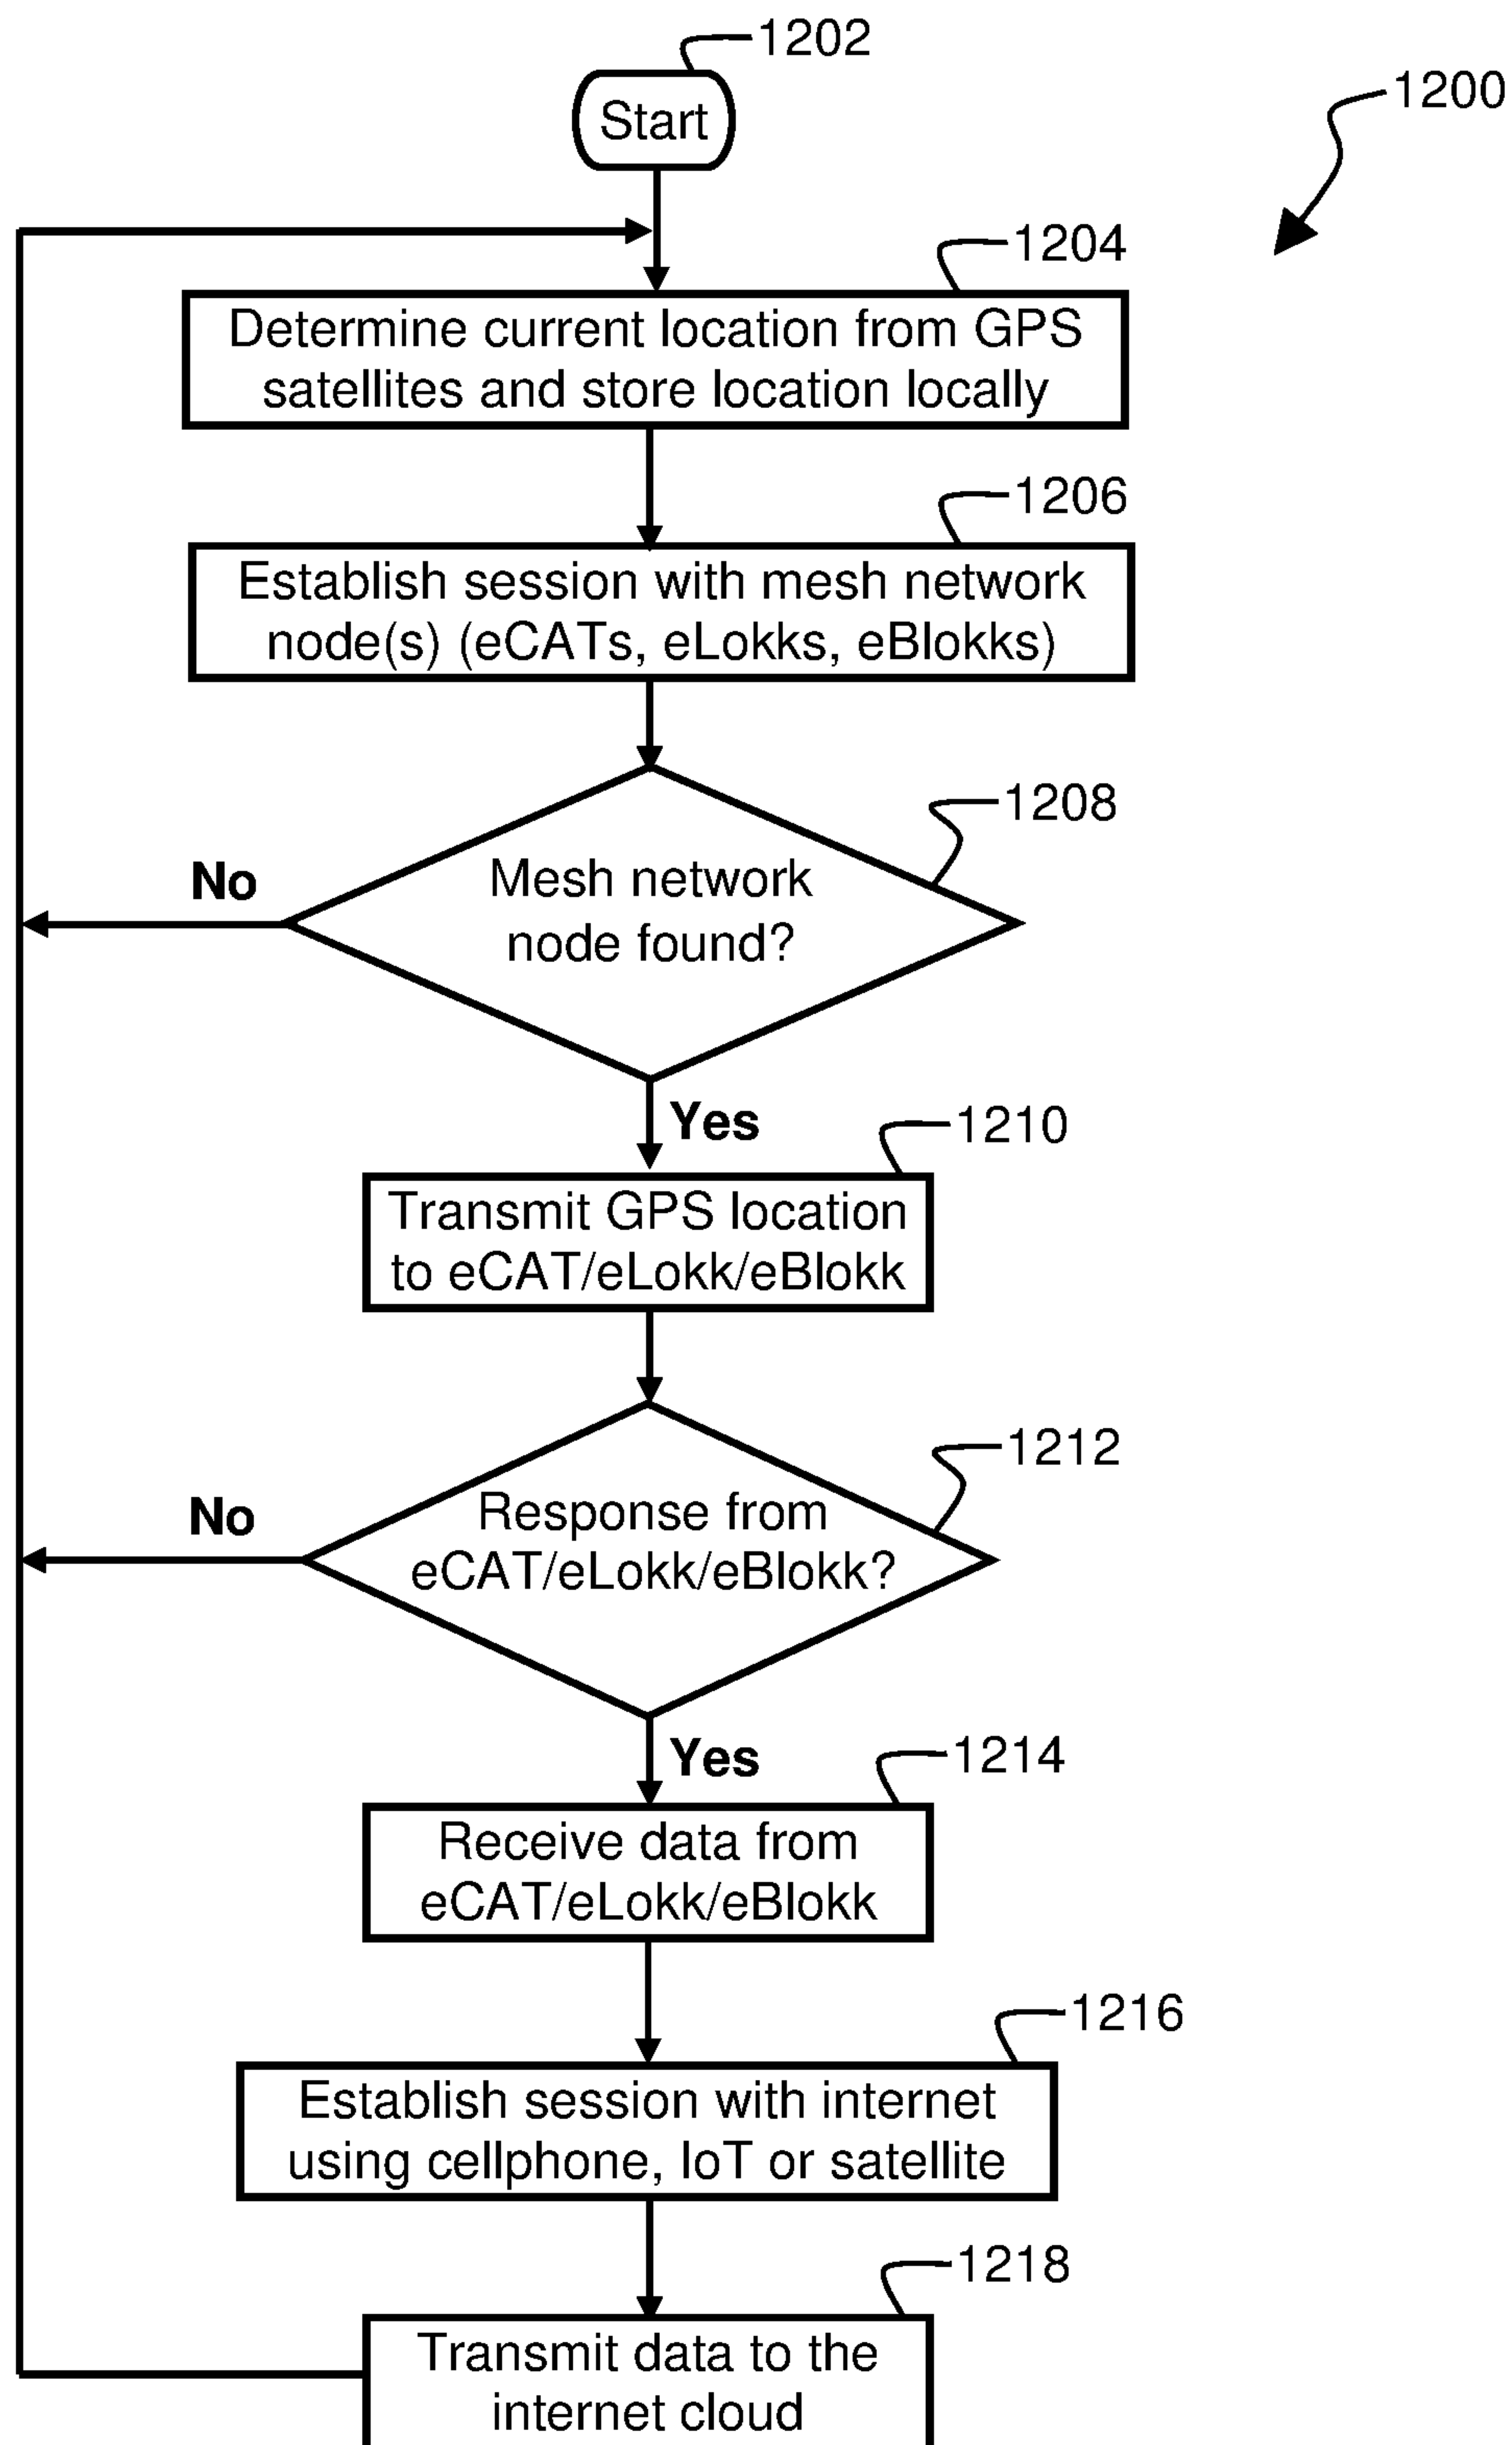 1202
Start
1200
1204
Determine current location from GPS
satellites and store location locally
1206
Establish session with mesh network
node(s) (eCATs, eLokks, eBlokks)
1208
Mesh network
node found?
No
Yes
1210
Transmit GPS location
to eCAT/eLokk/eBlokk
1212
Response from
eCAT/eLokk/eBlokk?
No
Yes
1214
Receive data from
eCAT/eLokk/eBlokk
1216
Establish session with internet
using cellphone, IoT or satellite
1218
Transmit data to the
internet cloud